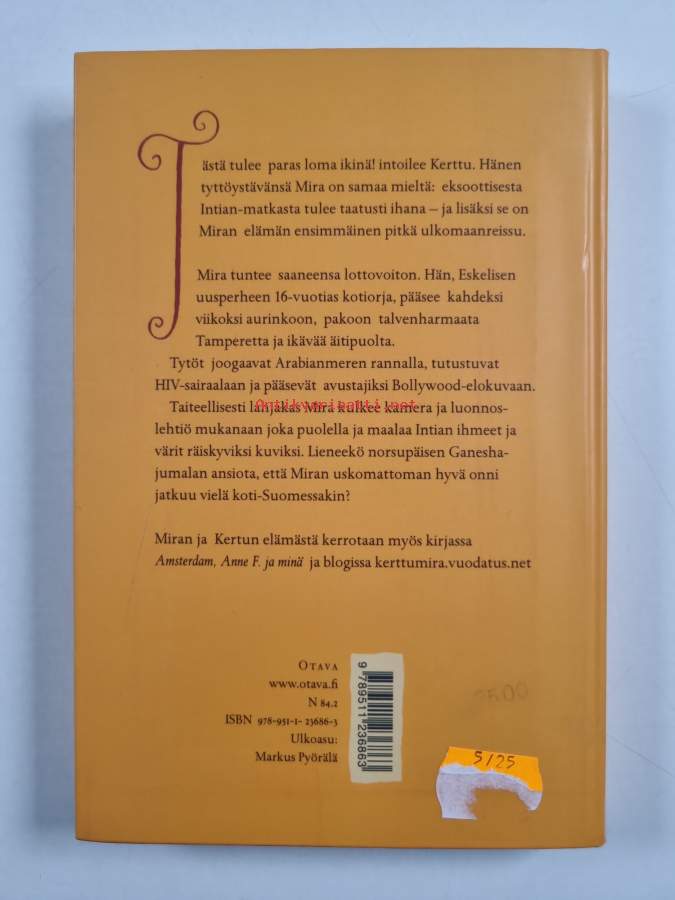 Tästä tulee paras loma ikinä! intoilee Kerttu. Hänen
tyttöystävänsä Mira on samaa mieltä: eksoottisesta
Intian-matkasta tulee taatusti ihana – ja lisäksi se on
Miran elämän ensimmäinen pitkä ulkomaanreissu.
Mira tuntee saaneensa lottovoiton. Hän, Eskelisen
uusperheen 16-vuotias kotiorja, pääsee kahdeksi
viikoksi aurinkoon, pakoon talvenharmaata
Tamperetta ja ikävää äitipuolta.
Tytöt joogaavat Arabianmeren rannalla, tutustuvat
HIV-sairaalaan ja pääsevät avustajiksi Bollywood-elokuvaan.
Antikvariaatti.net
Taiteellisesti lahjakas Mira kulkee kamera ja luonnos-
lehtiö mukanaan joka puolella ja maalaa Intian ihmeet ja
värit räiskyviksi kuviksi. Lieneekö norsupäisen Ganesha-
jumalan ansiota, että Miran uskomattoman hyvä onni
jatkuu vielä koti-Suomessakin?
Miran ja Kertun elämästä kerrotaan myös kirjassa
Amsterdam, Anne F. ja minä ja blogissa kerttumira.vuodatus.net
OTAVA
www.otava.fi
N 84.2
ISBN 978-951-1-23686-3
Ulkoasu:
Markus Pyörälä
9 789511 236863
5/25